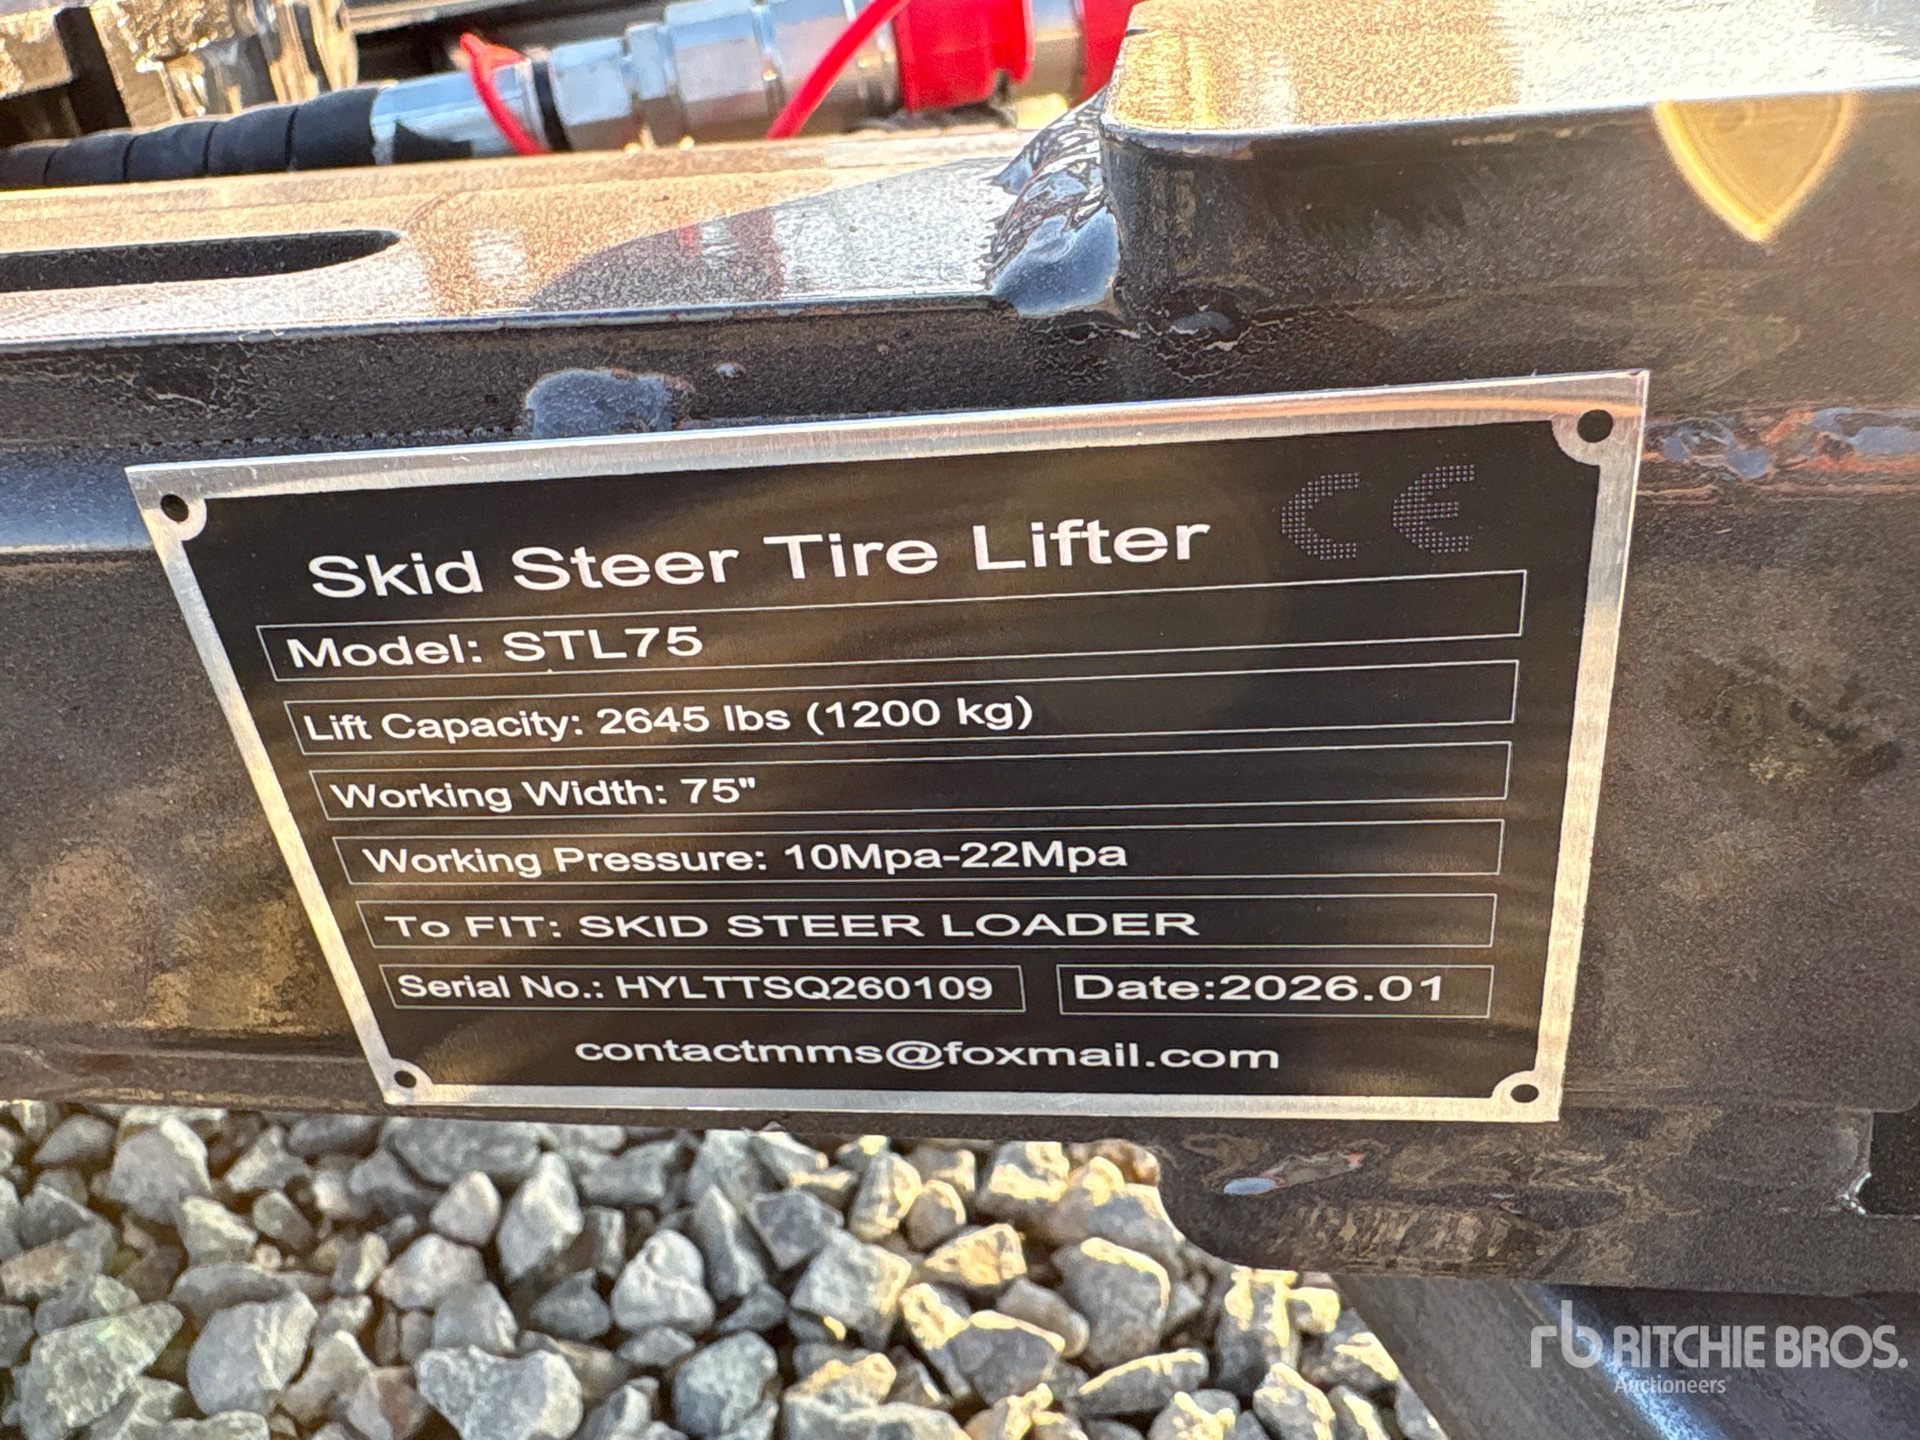 Skid Steer Tire Lifter CE
Model: STL75
Lift Capacity: 2645 lbs (1200 kg)
Working Width: 75"
Working Pressure: 10Mpa-22Mpa
To FIT: SKID STEER LOADER
Serial No.: HYLTTSQ260109 Date:2026.01
contactmms@foxmail.com
rb RITCHIE BROS.
Auctioneers